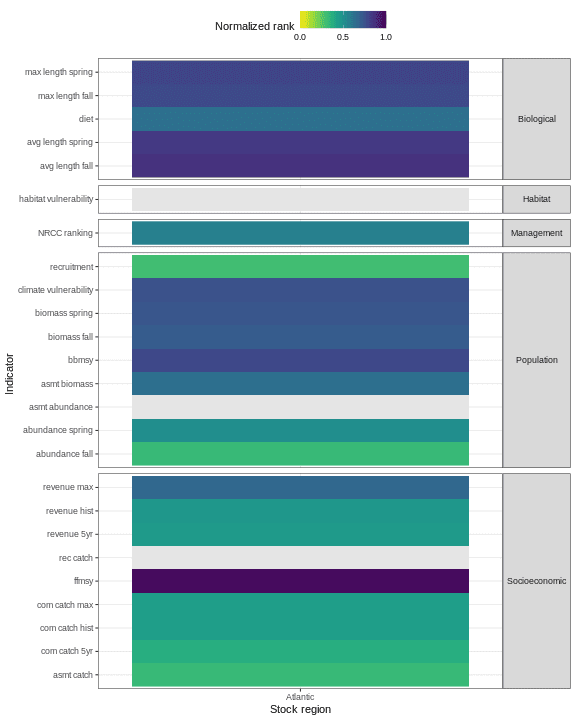 Normalized rank
0.0 0.5 1.0
max length spring
max length fall
diet
avg length spring
avg length fall
Biological
habitat vulnerability
Habitat
NRCC ranking
Management
recruitment
climate vulnerability
biomass spring
biomass fall
bbmsy
asmt biomass
asmt abundance
abundance spring
abundance fall
Population
Indicator
revenue max
revenue hist
revenue 5yr
rec catch
ffmsy
com catch max
com catch hist
com catch 5yr
asmt catch
Socioeconomic
Atlantic
Stock region